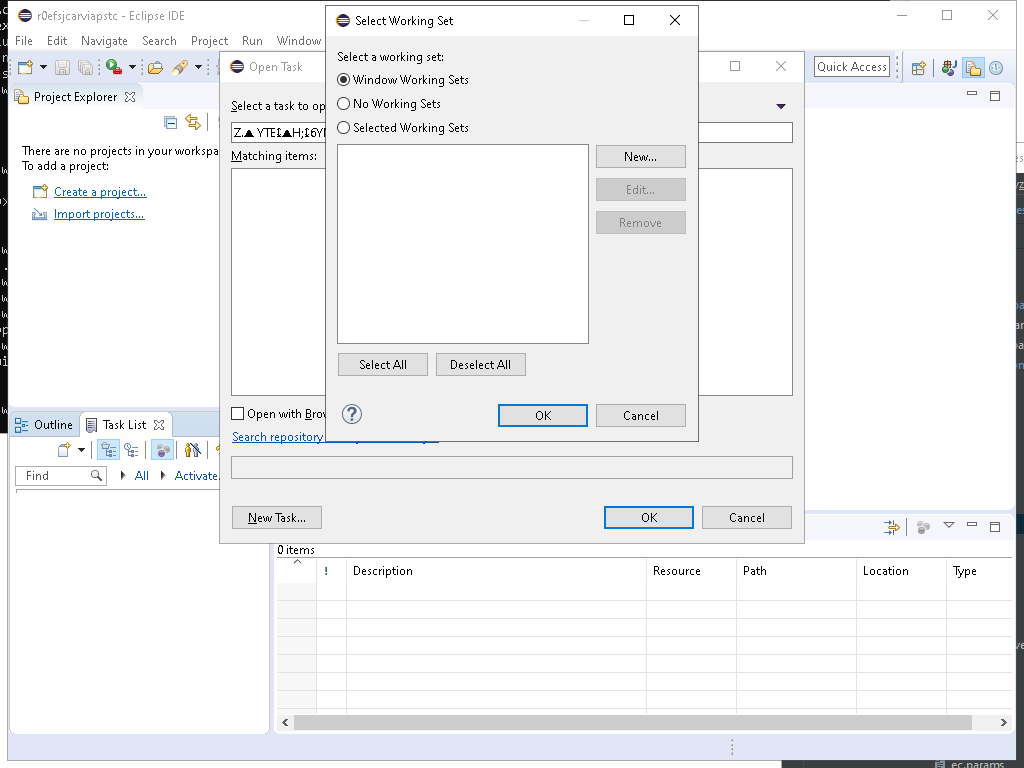 r0efsjcarviapstc - Eclipse IDE
File Edit Navigate Search Project Run Window
Quick Access
Project Explorer
There are no projects in your workspa
To add a project:
Create a project...
Import projects...
Open Task
Select a task to op
Matching items:
Open with Brow
Search repository
New Task...
OK
Cancel
Select Working Set
Select a working set:
Window Working Sets
No Working Sets
Selected Working Sets
New...
Edit...
Remove
Select All
Deselect All
?
OK
Cancel
Outline
Task List
Find
All
Activate.
0 items
! Description Resource Path Location Type
ec.params